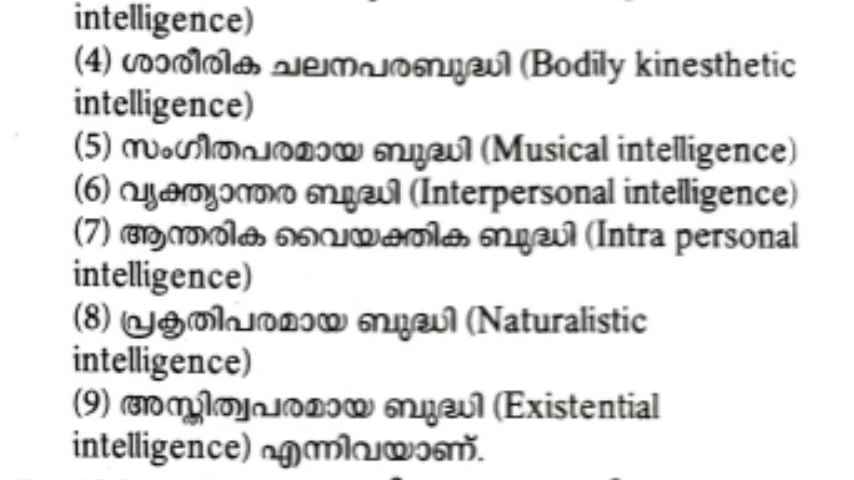 intelligence)
(4) ശാരീരിക ചലനപരബുദ്ധി (Bodily kinesthetic
intelligence)
(5) സംഗീതപരമായ ബുദ്ധി (Musical intelligence)
(6) വ്യക്ത്യാന്തര ബുദ്ധി (Interpersonal intelligence)
(7) ആന്തരിക വൈയക്തിക ബുദ്ധി (Intra personal
intelligence)
(8) പ്രകൃതിപരമായ ബുദ്ധി (Naturalistic
intelligence)
(9) അസ്തിത്വപരമായ ബുദ്ധി (Existential
intelligence) എന്നിവയാണ്.